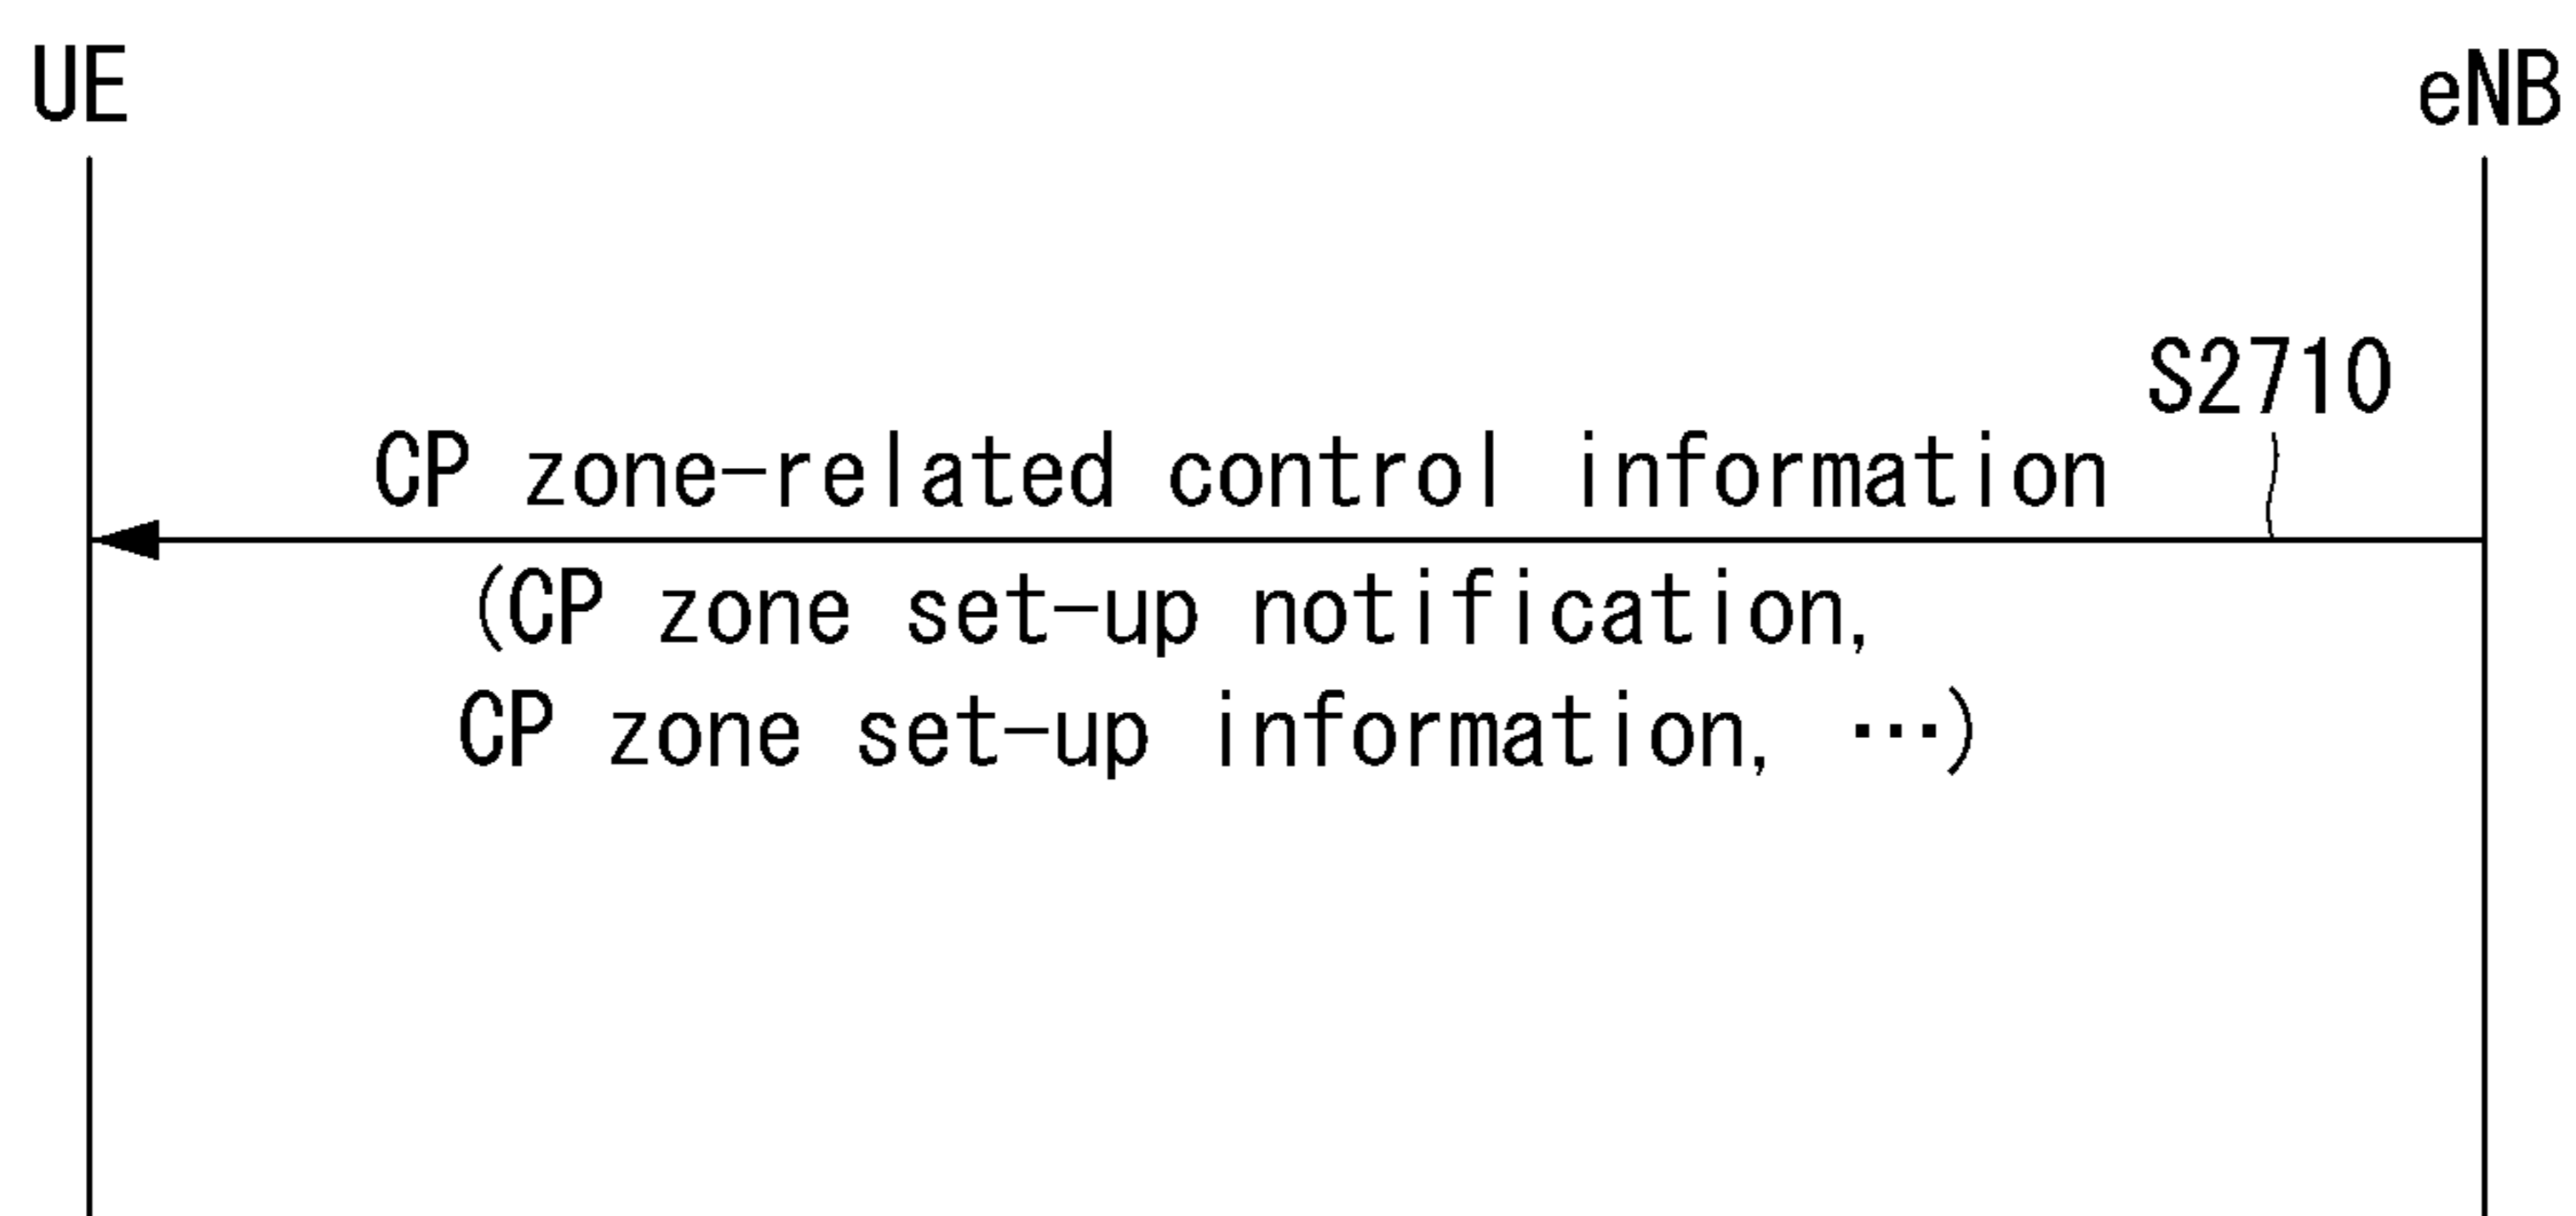 UE
eNB
S2710
CP zone-related control information
(CP zone set-up notification,
CP zone set-up information, ···)